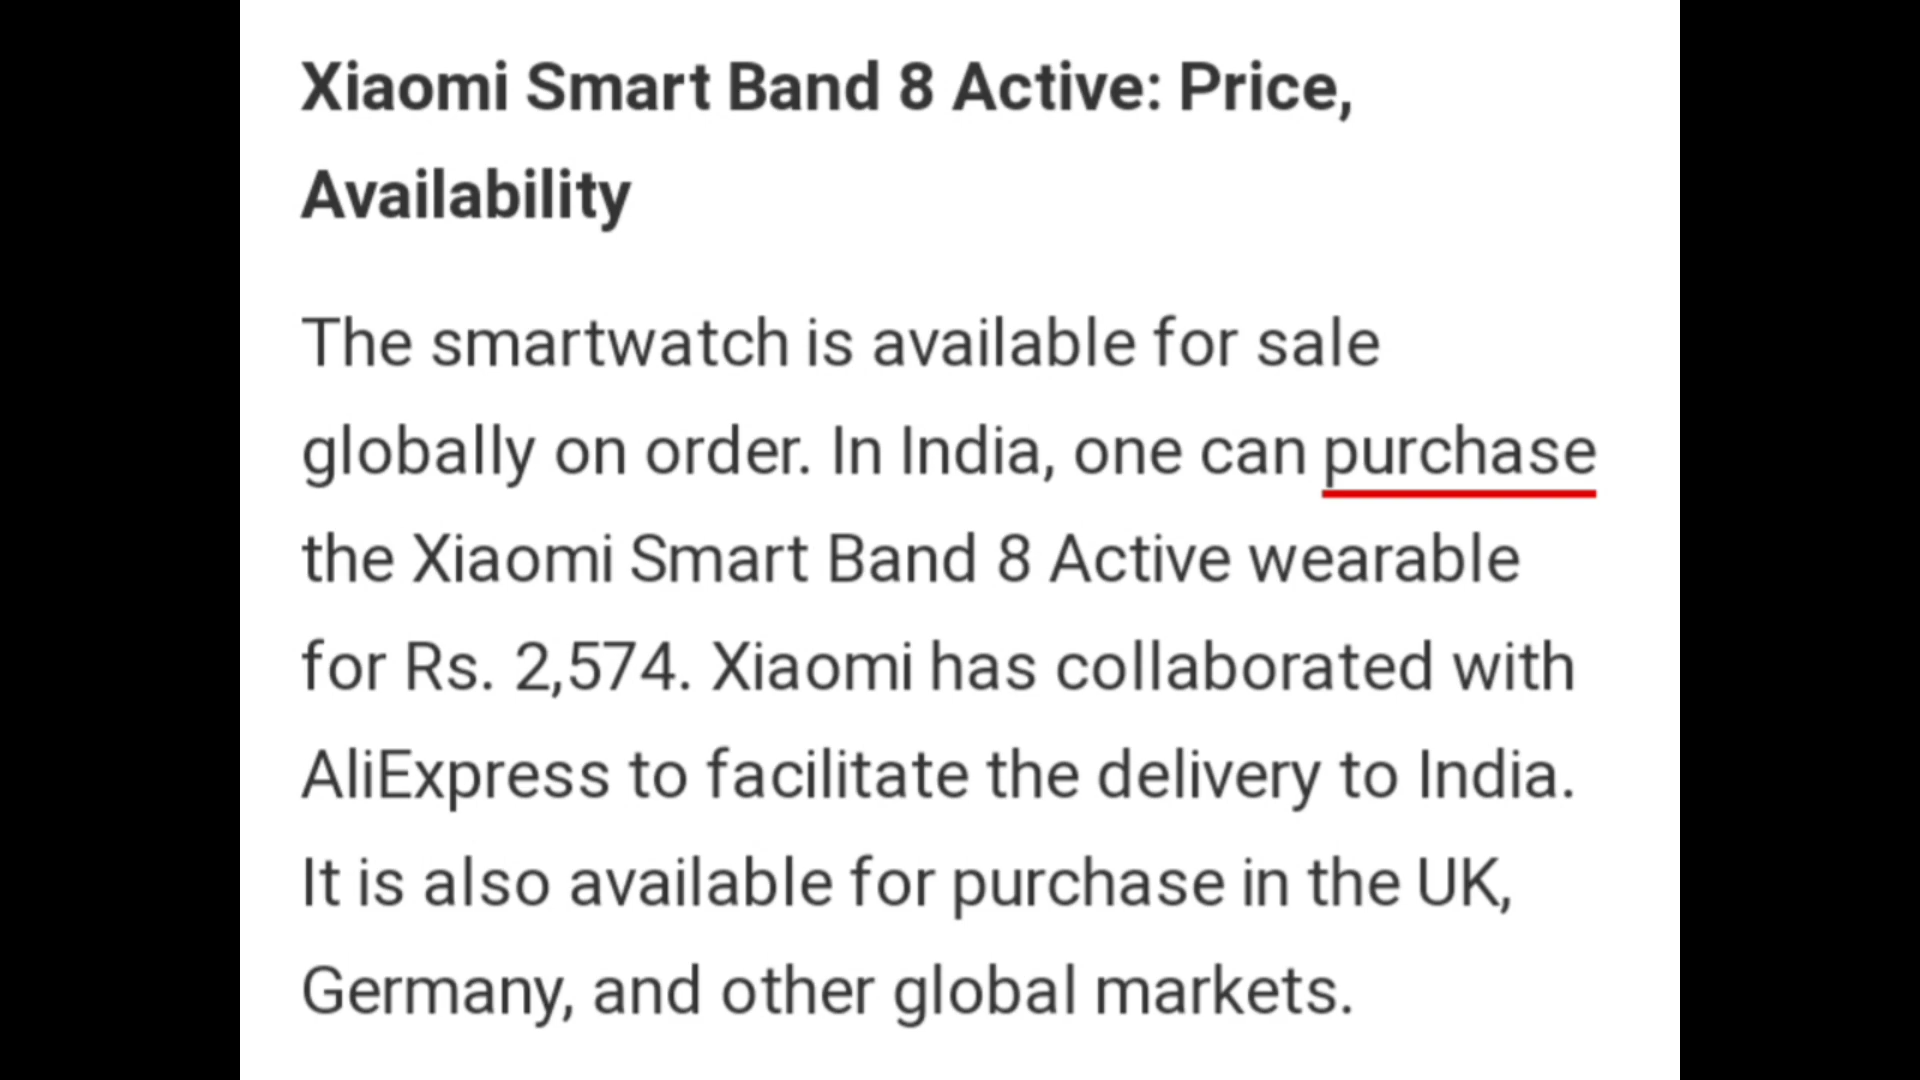 Xiaomi Smart Band 8 Active: Price,
Availability
The smartwatch is available for sale
globally on order. In India, one can purchase
the Xiaomi Smart Band 8 Active wearable
for Rs. 2,574. Xiaomi has collaborated with
AliExpress to facilitate the delivery to India.
It is also available for purchase in the UK,
Germany, and other global markets.